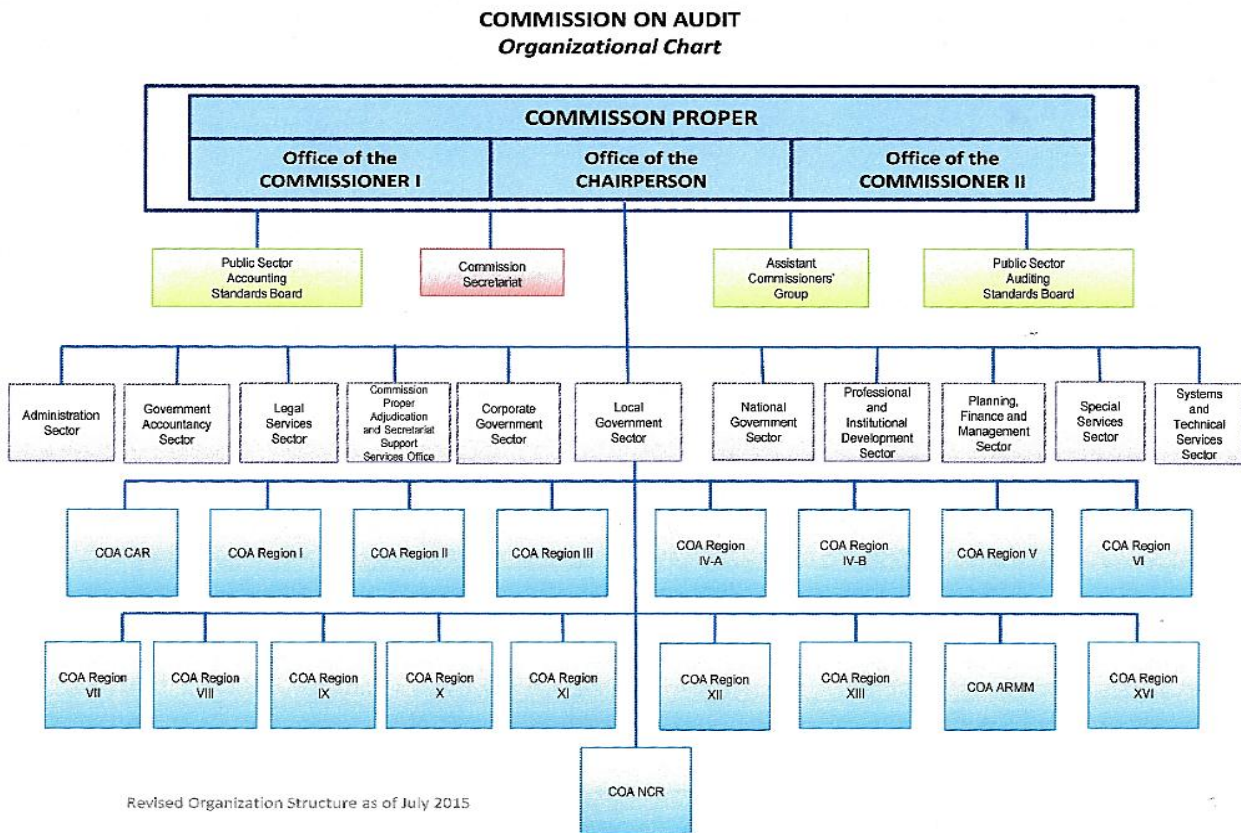 COMMISSION ON AUDIT
Organizational Chart
COMMISSON PROPER
Office of the
COMMISSIONER I
Office of the
CHAIRPERSON
Office of the
COMMISSIONER II
Public Sector
Accounting
Standards Board
Commission
Secretariat
Assistant
Commissioners'
Group
Public Sector
Auditing
Standards Board
Administration
Sector
Government
Accountancy
Sector
Legal
Services
Sector
Commission
Proper
Adjudication
and Secretariat
Support
Services Office
Corporate
Government
Sector
Local
Government
Sector
National
Government
Sector
Professional
and
Institutional
Development
Sector
Planning,
Finance and
Management
Sector
Special
Services
Sector
Systems
and
Technical
Services
Sector
COA CAR
COA Region I
COA Region II
COA Region III
COA Region
IV-A
COA Region
IV-B
COA Region V
COA Region
VI
COA Region
VII
COA Region
VIII
COA Region
IX
COA Region
X
COA Region
XI
COA Region
XII
COA Region
XIII
COA ARMM
COA Region
XVI
COA NCR
Revised Organization Structure as of July 2015